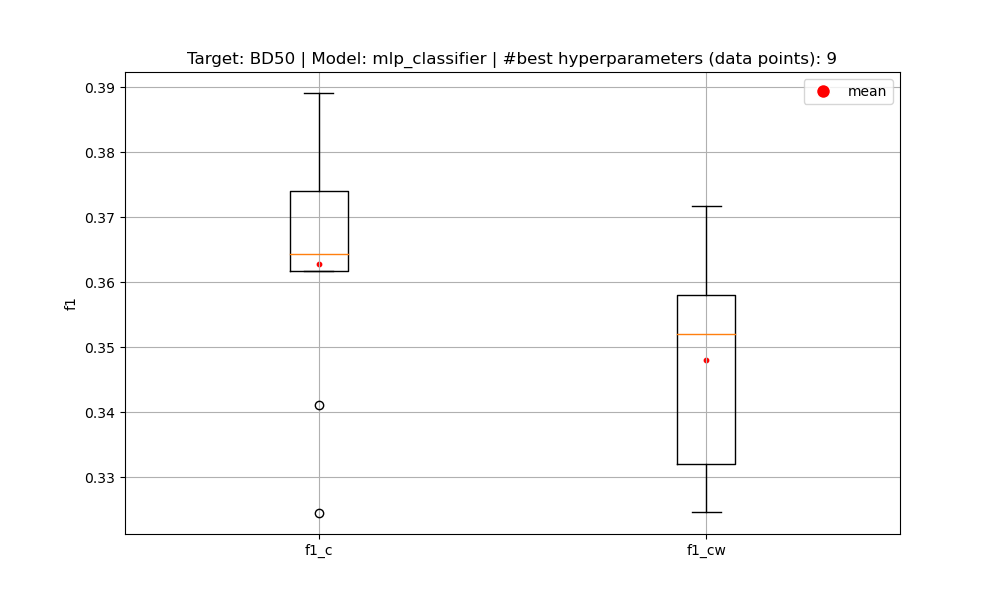 Target: BD50 | Model: mlp_classifier | #best hyperparameters (data points): 9
mean
0.39
0.38
0.37
0.36
0.35
0.34
0.33
f1
f1_c
f1_cw